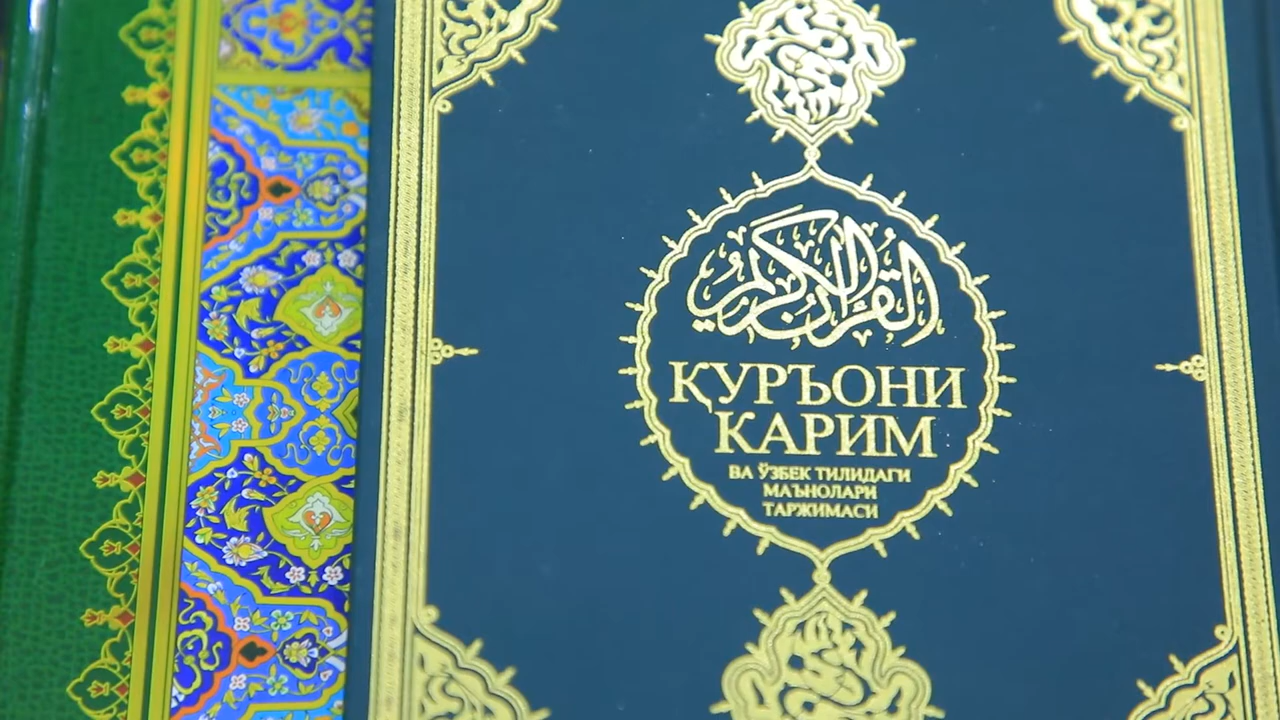 القرآن الكريم
ҚУРЪОНИ
КАРИМ
ВА ЎЗБЕК ТИЛИДАГИ
МАЪНОЛАРИ
ТАРЖИМАСИ